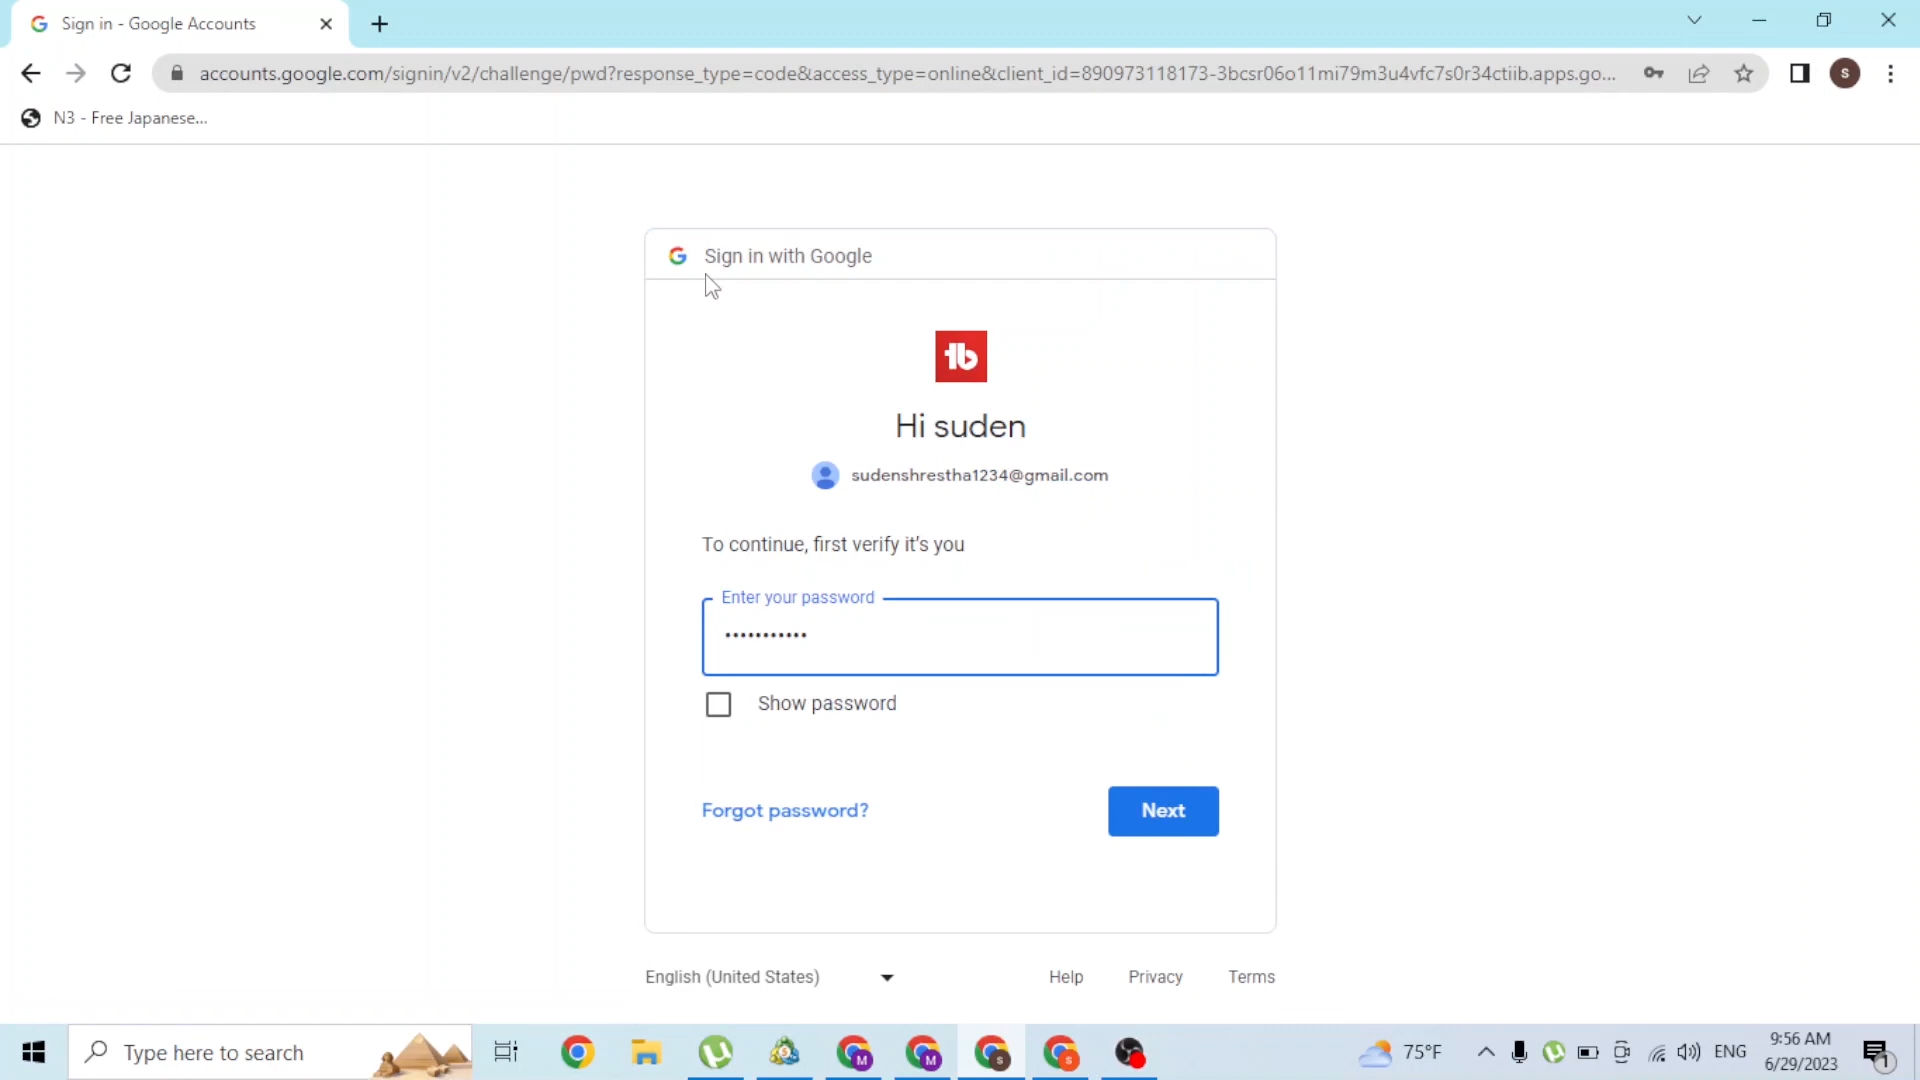 Sign in - Google Accounts
accounts.google.com/signin/v2/challenge/pwd?response_type=code&access_type=online&client_id=890973118173-3bcsr06o11mi79m3u4vfc7s0r34ctiib.apps.go...
S
N3 - Free Japanese...
Sign in with Google
tb
Hi suden
sudenshrestha1234@gmail.com
To continue, first verify it's you
Enter your password
•••••••••••
Show password
Forgot password?
Next
English (United States)
Help
Privacy
Terms
Type here to search
M
M
S
S
75°F
ENG
9:56 AM
6/29/2023
1